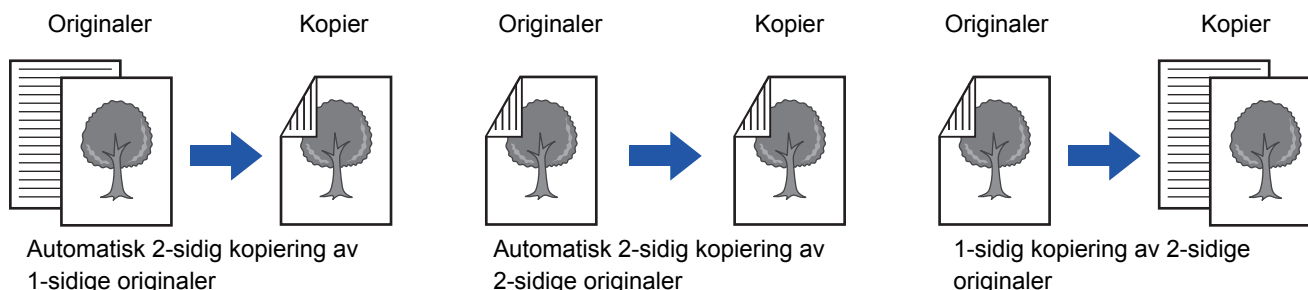 Originaler Kopier Originaler Kopier Originaler Kopier
Automatisk 2-sidig kopiering av
1-sidige originaler
Automatisk 2-sidig kopiering av
2-sidige originaler
1-sidig kopiering av 2-sidige
originaler